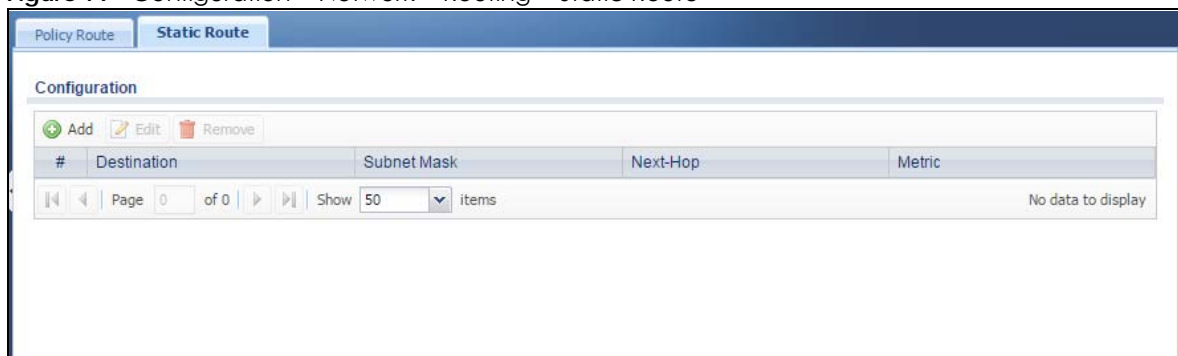 Policy Route Static Route
Configuration
Add Edit Remove
# Destination Subnet Mask Next-Hop Metric
Page 0 of 0 Show 50 items No data to display